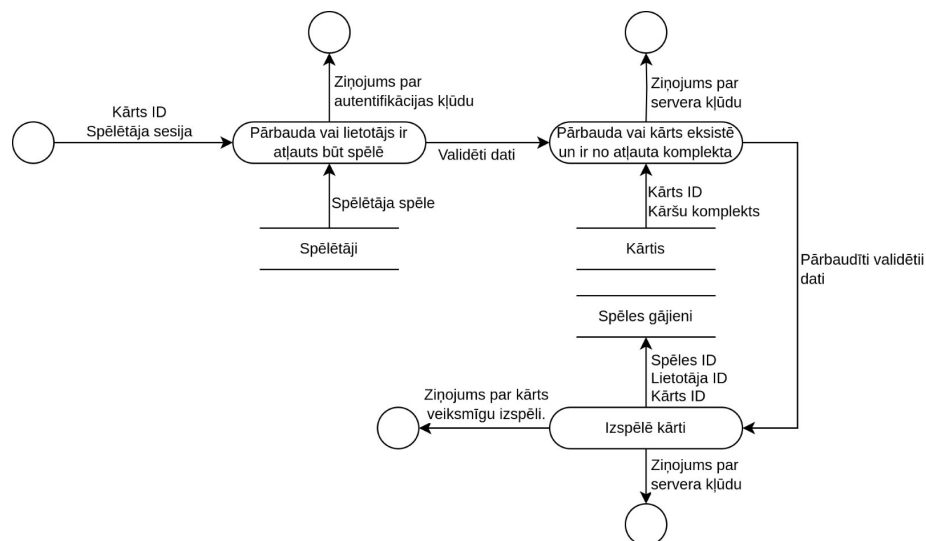 Kārts ID
Spēlētāja sesija
Ziņojums par
autentifikācijas kļūdu
Pārbauda vai lietotājs ir
atļauts būt spēlē
Validēti dati
Spēlētāja spēle
Spēlētāji
Ziņojums par
servera kļūdu
Pārbauda vai kārts eksistē
un ir no atļauta komplekta
Kārts ID
Kāršu komplekts
Kārtis
Pārbaudīti validētii
dati
Spēles gājieni
Spēles ID
Lietotāja ID
Kārts ID
Ziņojums par kārts
veiksmīgu izspēli.
Izspēlē kārti
Ziņojums par
servera kļūdu